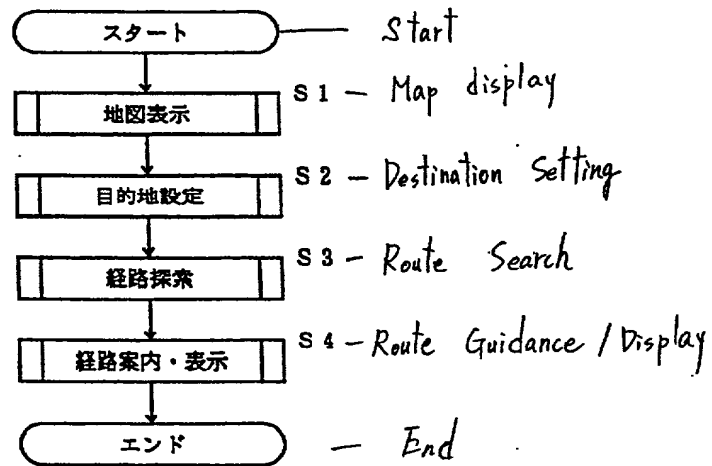 スタート — Start
地図表示 S1 — Map display
目的地設定 S2 — Destination Setting
経路探索 S3 — Route Search
経路案内・表示 S4 — Route Guidance / Display
エンド — End